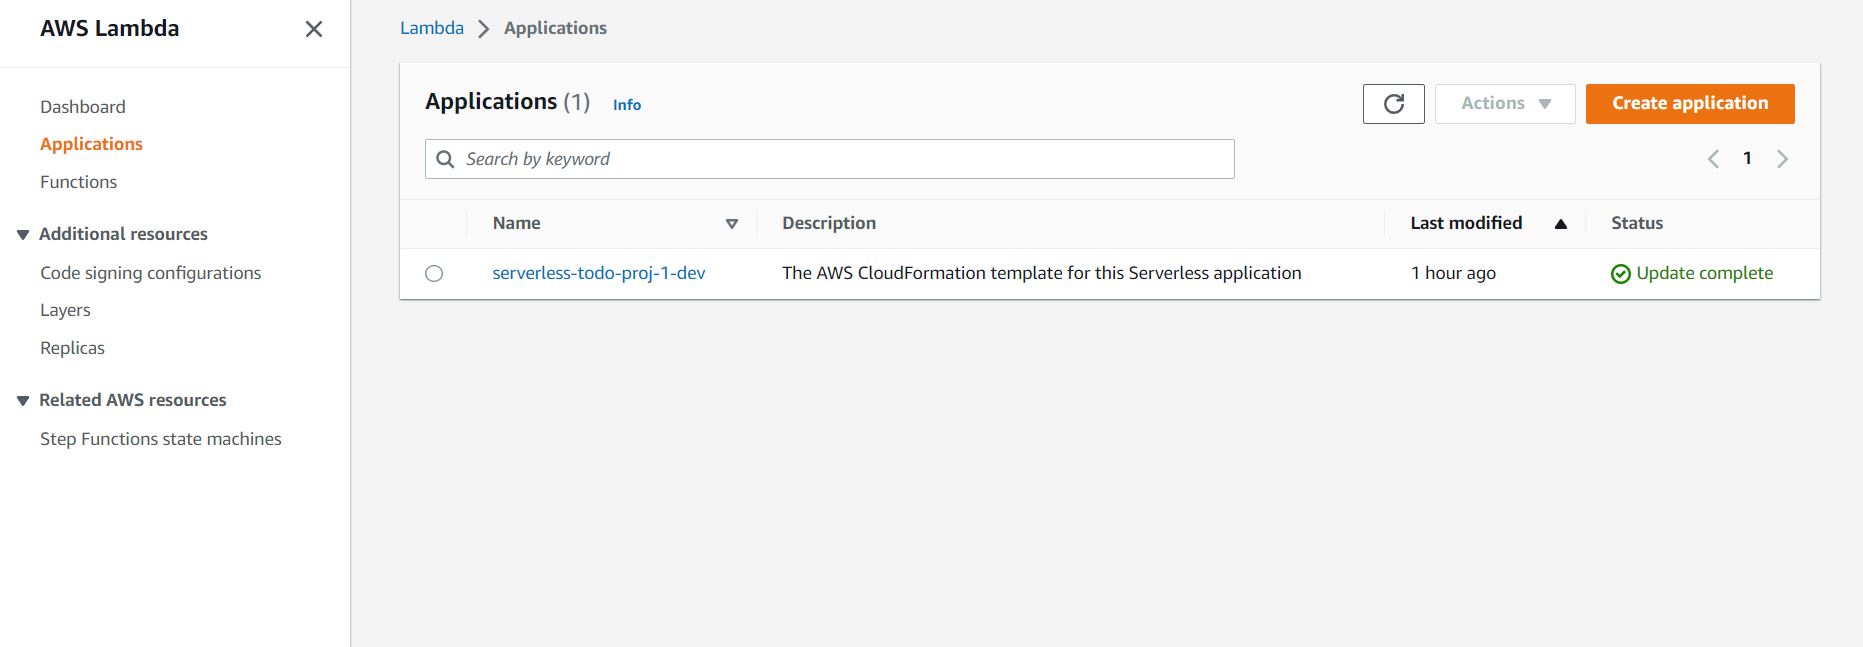 AWS Lambda
Dashboard
Applications
Functions
Additional resources
Code signing configurations
Layers
Replicas
Related AWS resources
Step Functions state machines
Lambda Applications
Applications (1) Info
Actions Create application
Search by keyword
1
Name Description Last modified Status
serverless-todo-proj-1-dev The AWS CloudFormation template for this Serverless application 1 hour ago Update complete